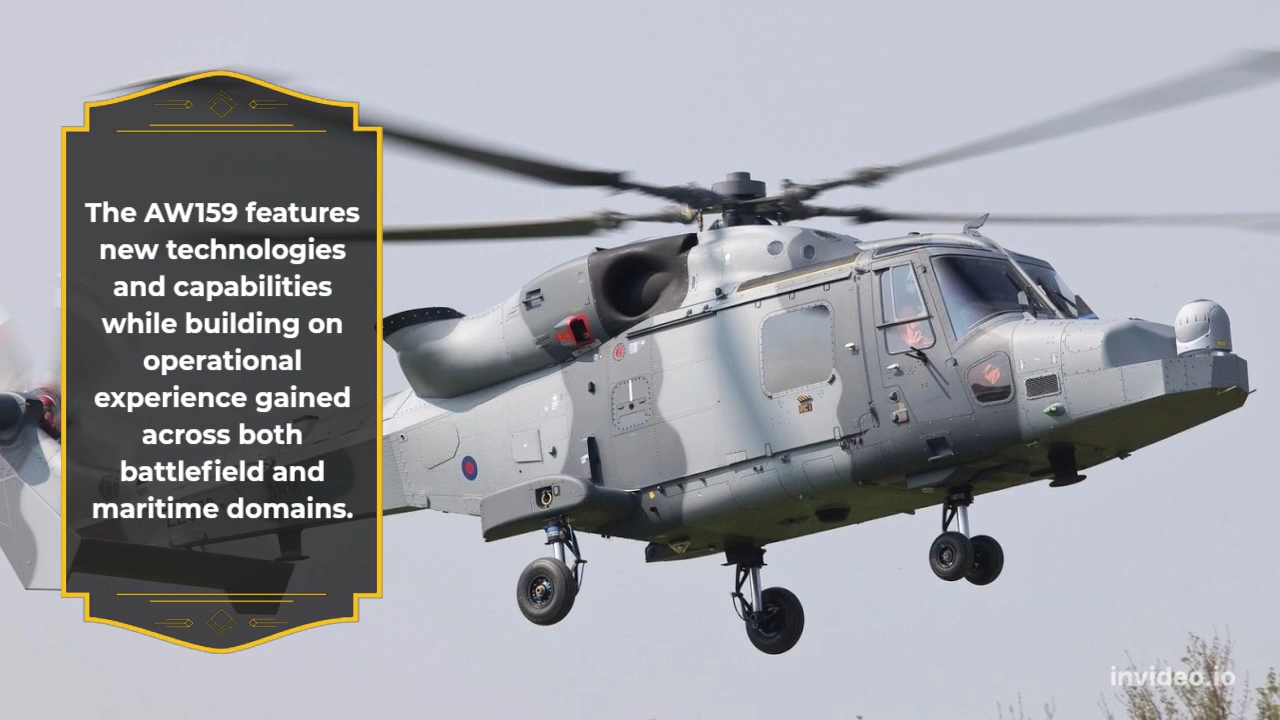 The AW159 features
new technologies
and capabilities
while building on
operational
experience gained
across both
battlefield and
maritime domains.
invideo.io